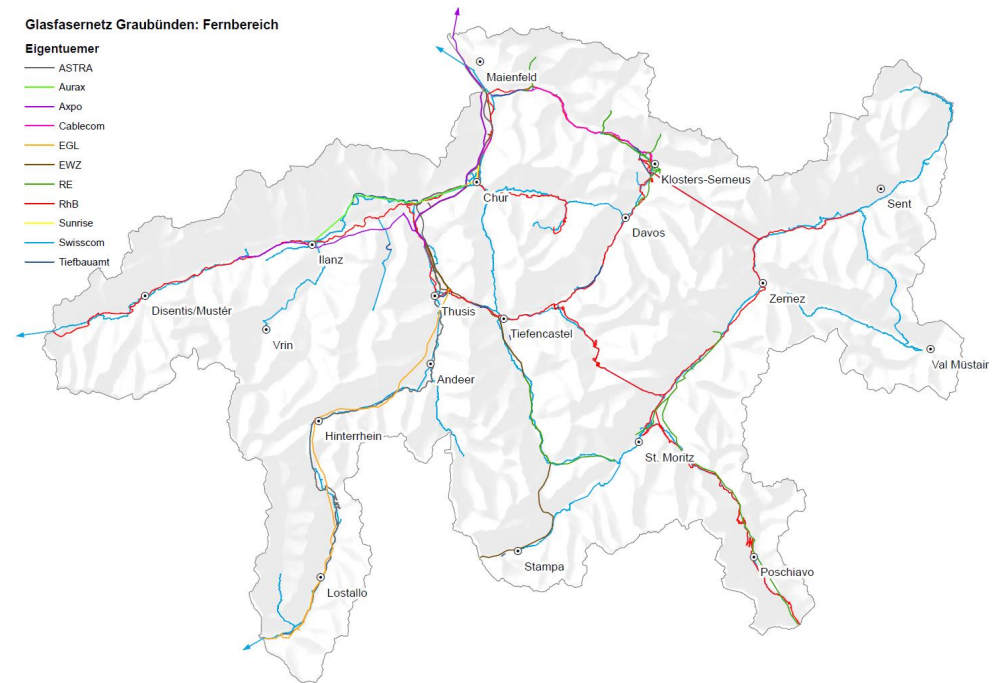 Glasfasernetz Graubünden: Fernbereich
Eigentuemer
ASTRA
Aurax
Axpo
Cablecom
EGL
EWZ
RE
RhB
Sunrise
Swisscom
Tiefbauamt
Maienfeld
Klosters-Serneus
Chur
Sent
Davos
Ilanz
Zernez
Disentis/Mustér
Thusis
Tiefencastel
Vrin
Val Müstair
Andeer
Hinterrhein
St. Moritz
Stampa
Poschiavo
Lostallo